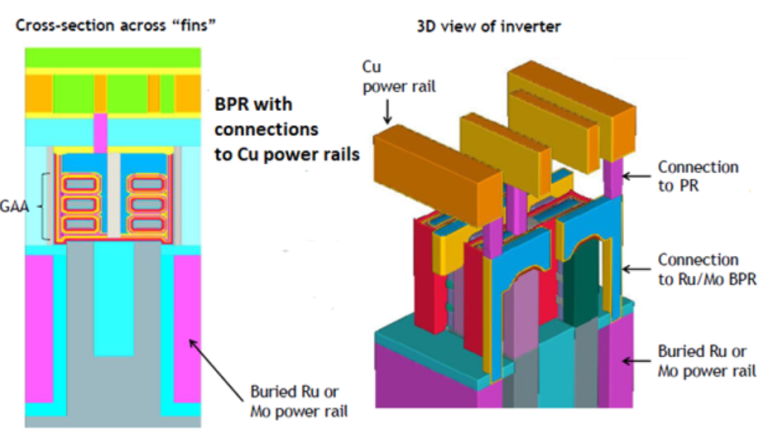 Cross-section across “fins”
3D view of inverter
Cu
power rail
BPR with
connections
to Cu power rails
GAA
Connection
to PR
Connection
to Ru/Mo BPR
Buried Ru or
Mo power rail
Buried Ru or
Mo power rail